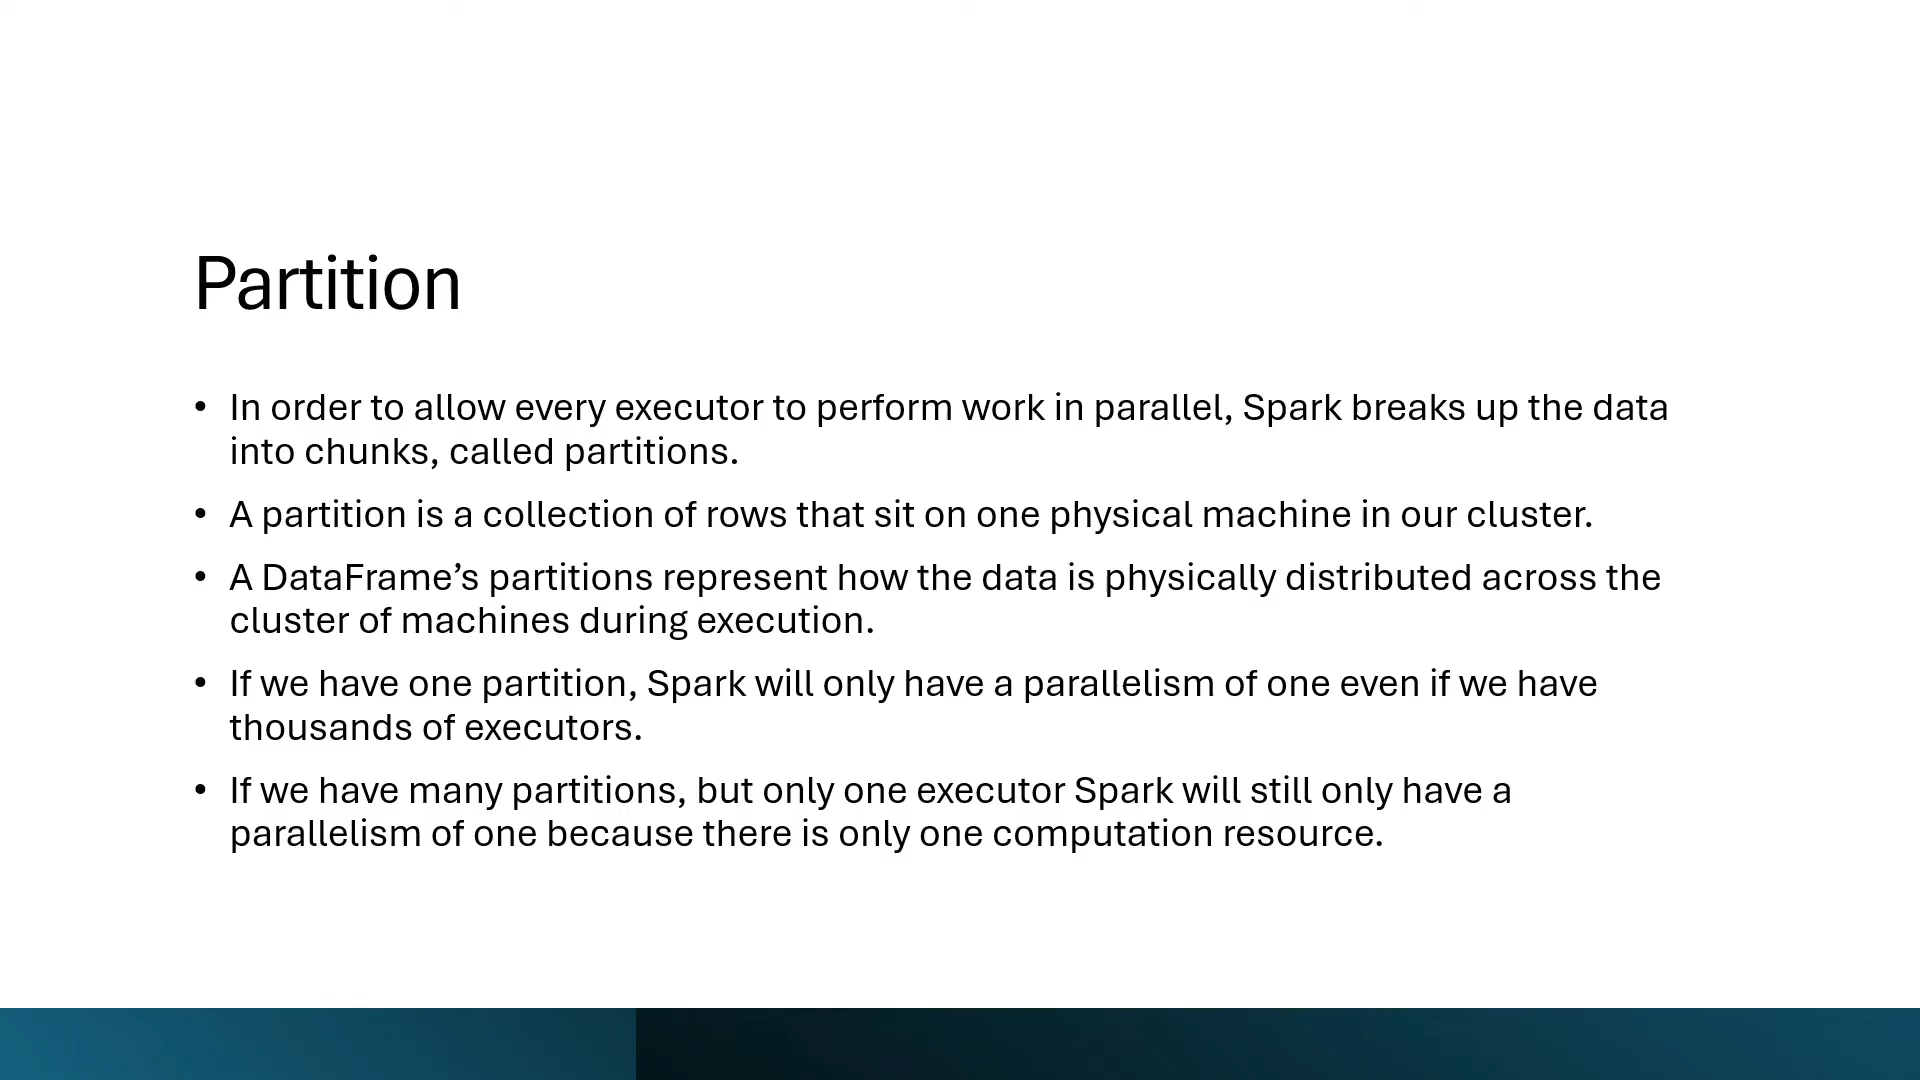 Partition
• In order to allow every executor to perform work in parallel, Spark breaks up the data
into chunks, called partitions.
• A partition is a collection of rows that sit on one physical machine in our cluster.
• A DataFrame’s partitions represent how the data is physically distributed across the
cluster of machines during execution.
• If we have one partition, Spark will only have a parallelism of one even if we have
thousands of executors.
• If we have many partitions, but only one executor Spark will still only have a
parallelism of one because there is only one computation resource.